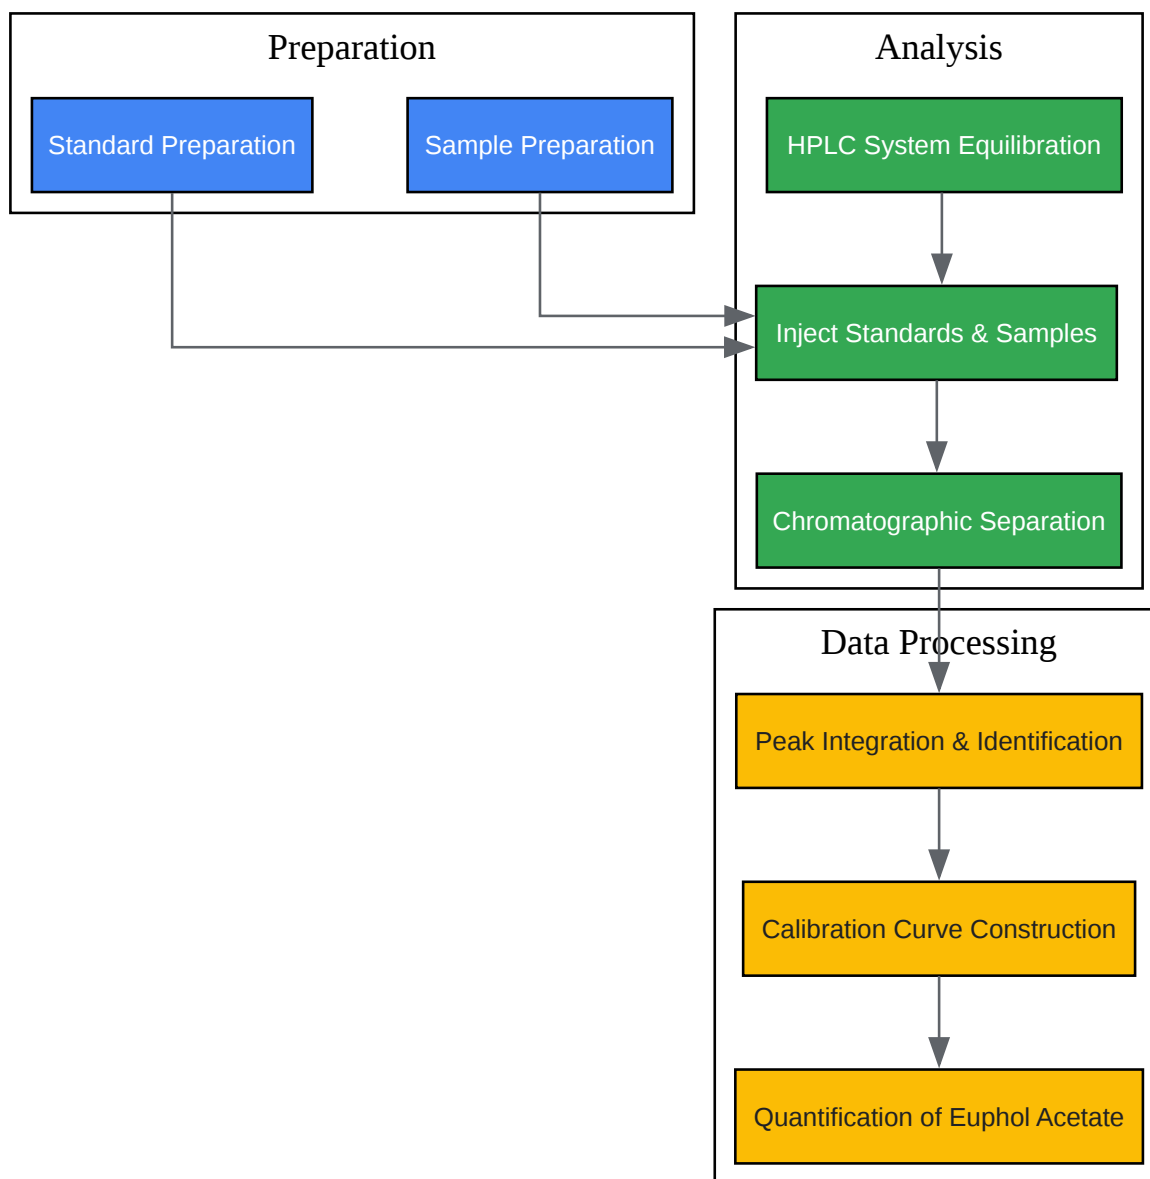 Preparation
Standard Preparation
Sample Preparation
Analysis
HPLC System Equilibration
Inject Standards & Samples
Chromatographic Separation
Data Processing
Peak Integration & Identification
Calibration Curve Construction
Quantification of Euphol Acetate